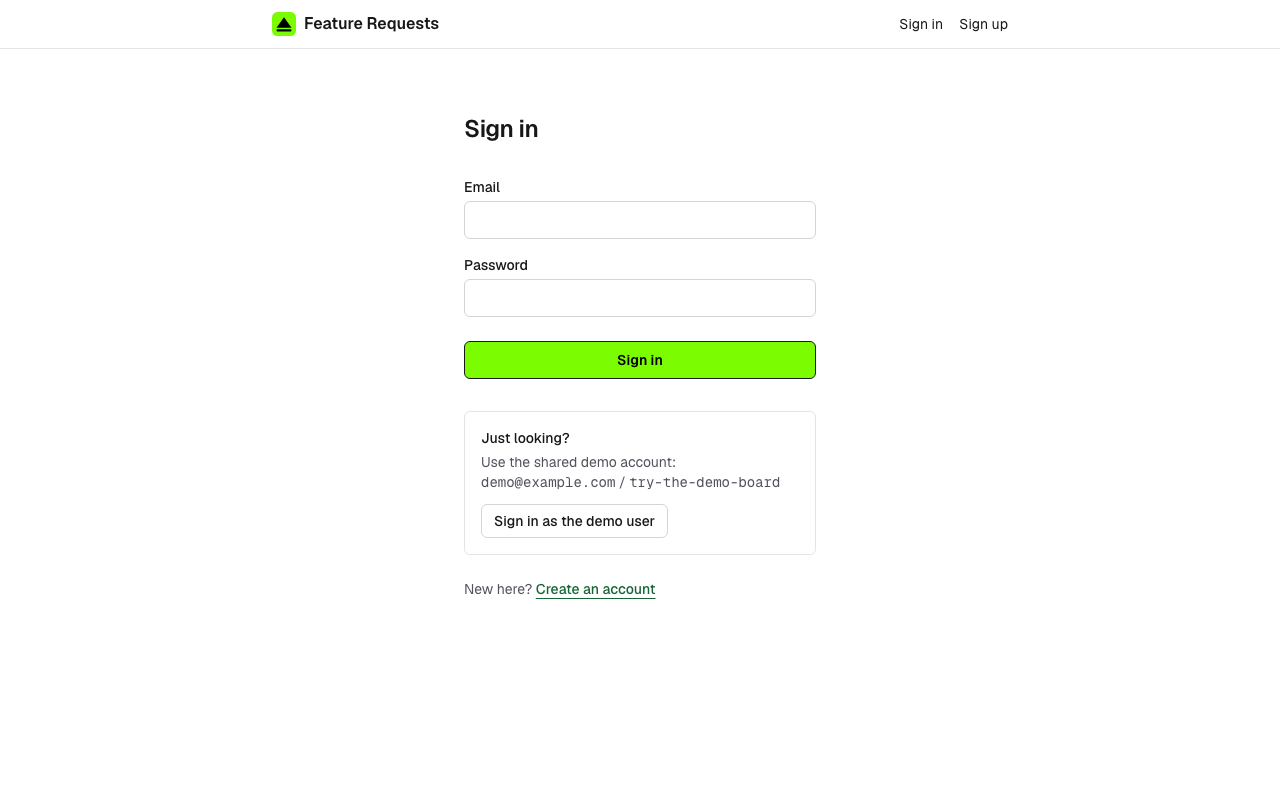 Feature Requests
Sign in
Sign up
Sign in
Email
Password
Sign in
Just looking?
Use the shared demo account:
demo@example.com / try-the-demo-board
Sign in as the demo user
New here? Create an account